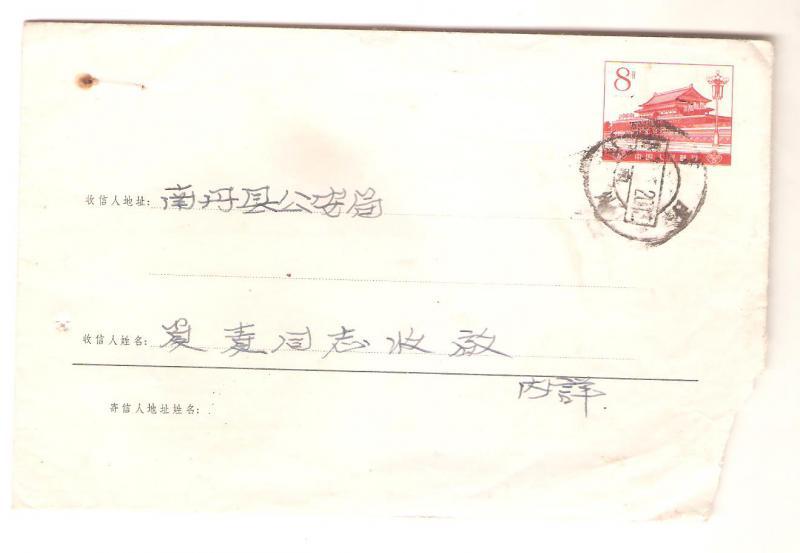 8分
中国人民邮政
收信人地址: 南丹县公安局
收信人姓名: 同志收啟
内詳
寄信人地址姓名: